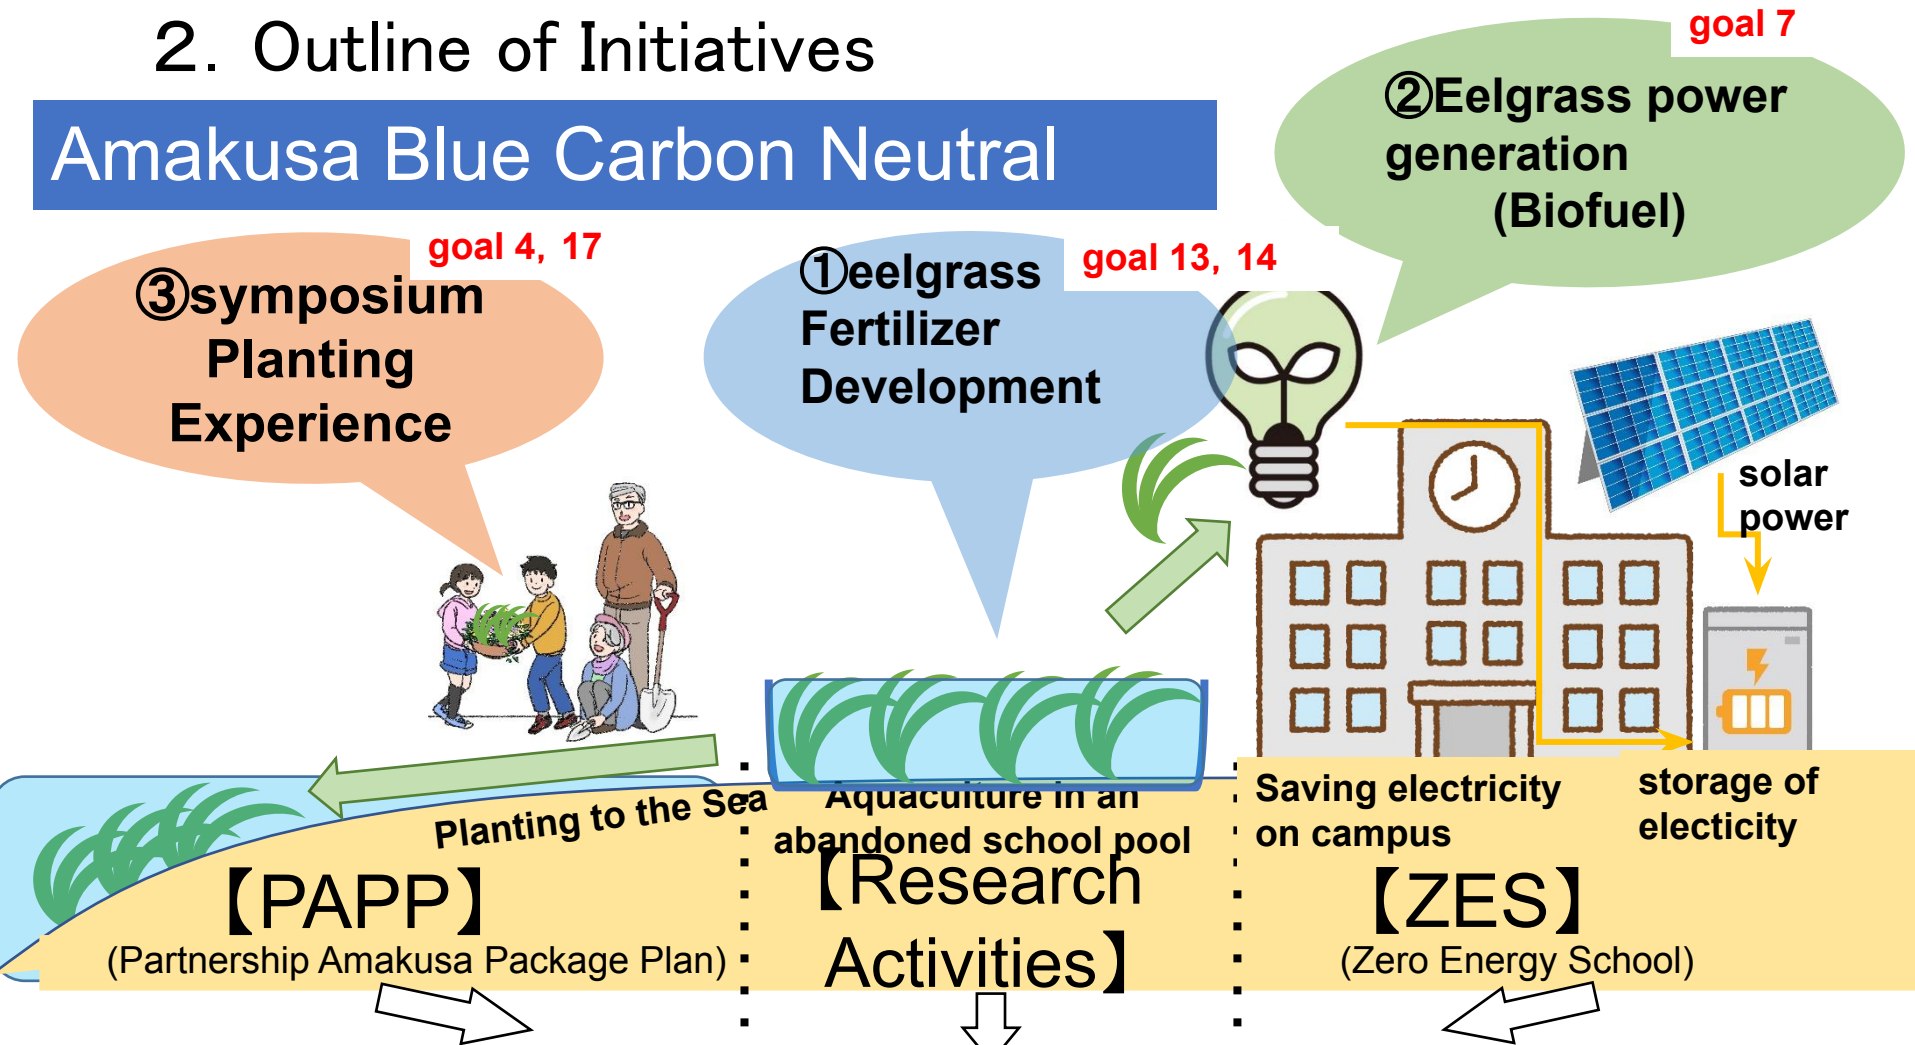 ２．Outline of Initiatives
Amakusa Blue Carbon Neutral
goal 7
②Eelgrass power
generation
(Biofuel)
goal 4, 17
③symposium
Planting
Experience
goal 13, 14
①eelgrass
Fertilizer
Development
solar
power
Planting to the Sea
Aquaculture in an
abandoned school pool
Saving electricity
on campus
storage of
electicity
【PAPP】
(Partnership Amakusa Package Plan)
【Research
Activities】
【ZES】
(Zero Energy School)